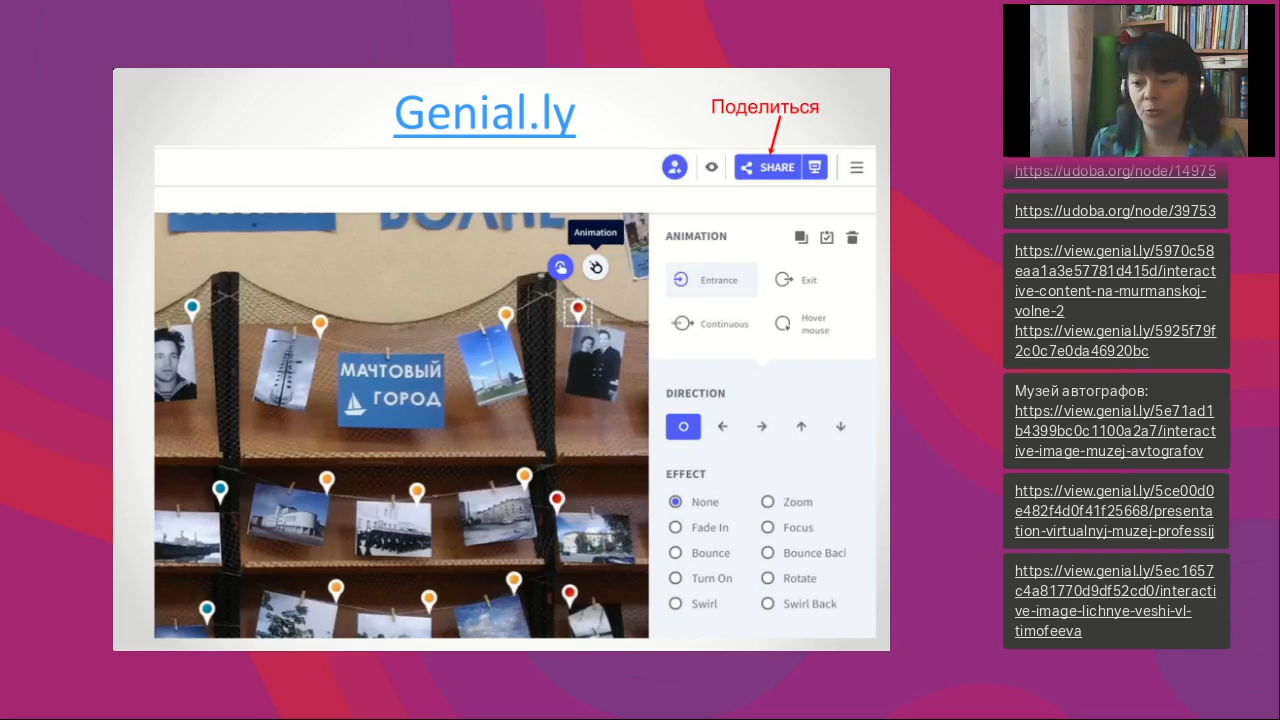 Genial.ly
Поделиться
SHARE
Animation
МАЧТОВЫЙ
ГОРОД
ANIMATION
Entrance
Exit
Continuous
Hover
mouse
DIRECTION
EFFECT
None
Zoom
Fade In
Focus
Bounce
Bounce Bacl
Turn On
Rotate
Swirl
Swirl Back
https://udoba.org/node/14975
https://udoba.org/node/39753
https://view.genial.ly/5970c58
eaa1a3e57781d415d/interact
ive-content-na-murmanskoj-
volne-2
https://view.genial.ly/5925f79f
2c0c7e0da46920bc
Музей автографов:
https://view.genial.ly/5e71ad1
b4399bc0c1100a2a7/interact
ive-image-muzej-avtografov
https://view.genial.ly/5ce00d0
e482f4d0f41f25668/presenta
tion-virtualnyj-muzej-professij
https://view.genial.ly/5ec1657
c4a81770d9df52cd0/interacti
ve-image-lichnye-veshi-vl-
timofeeva